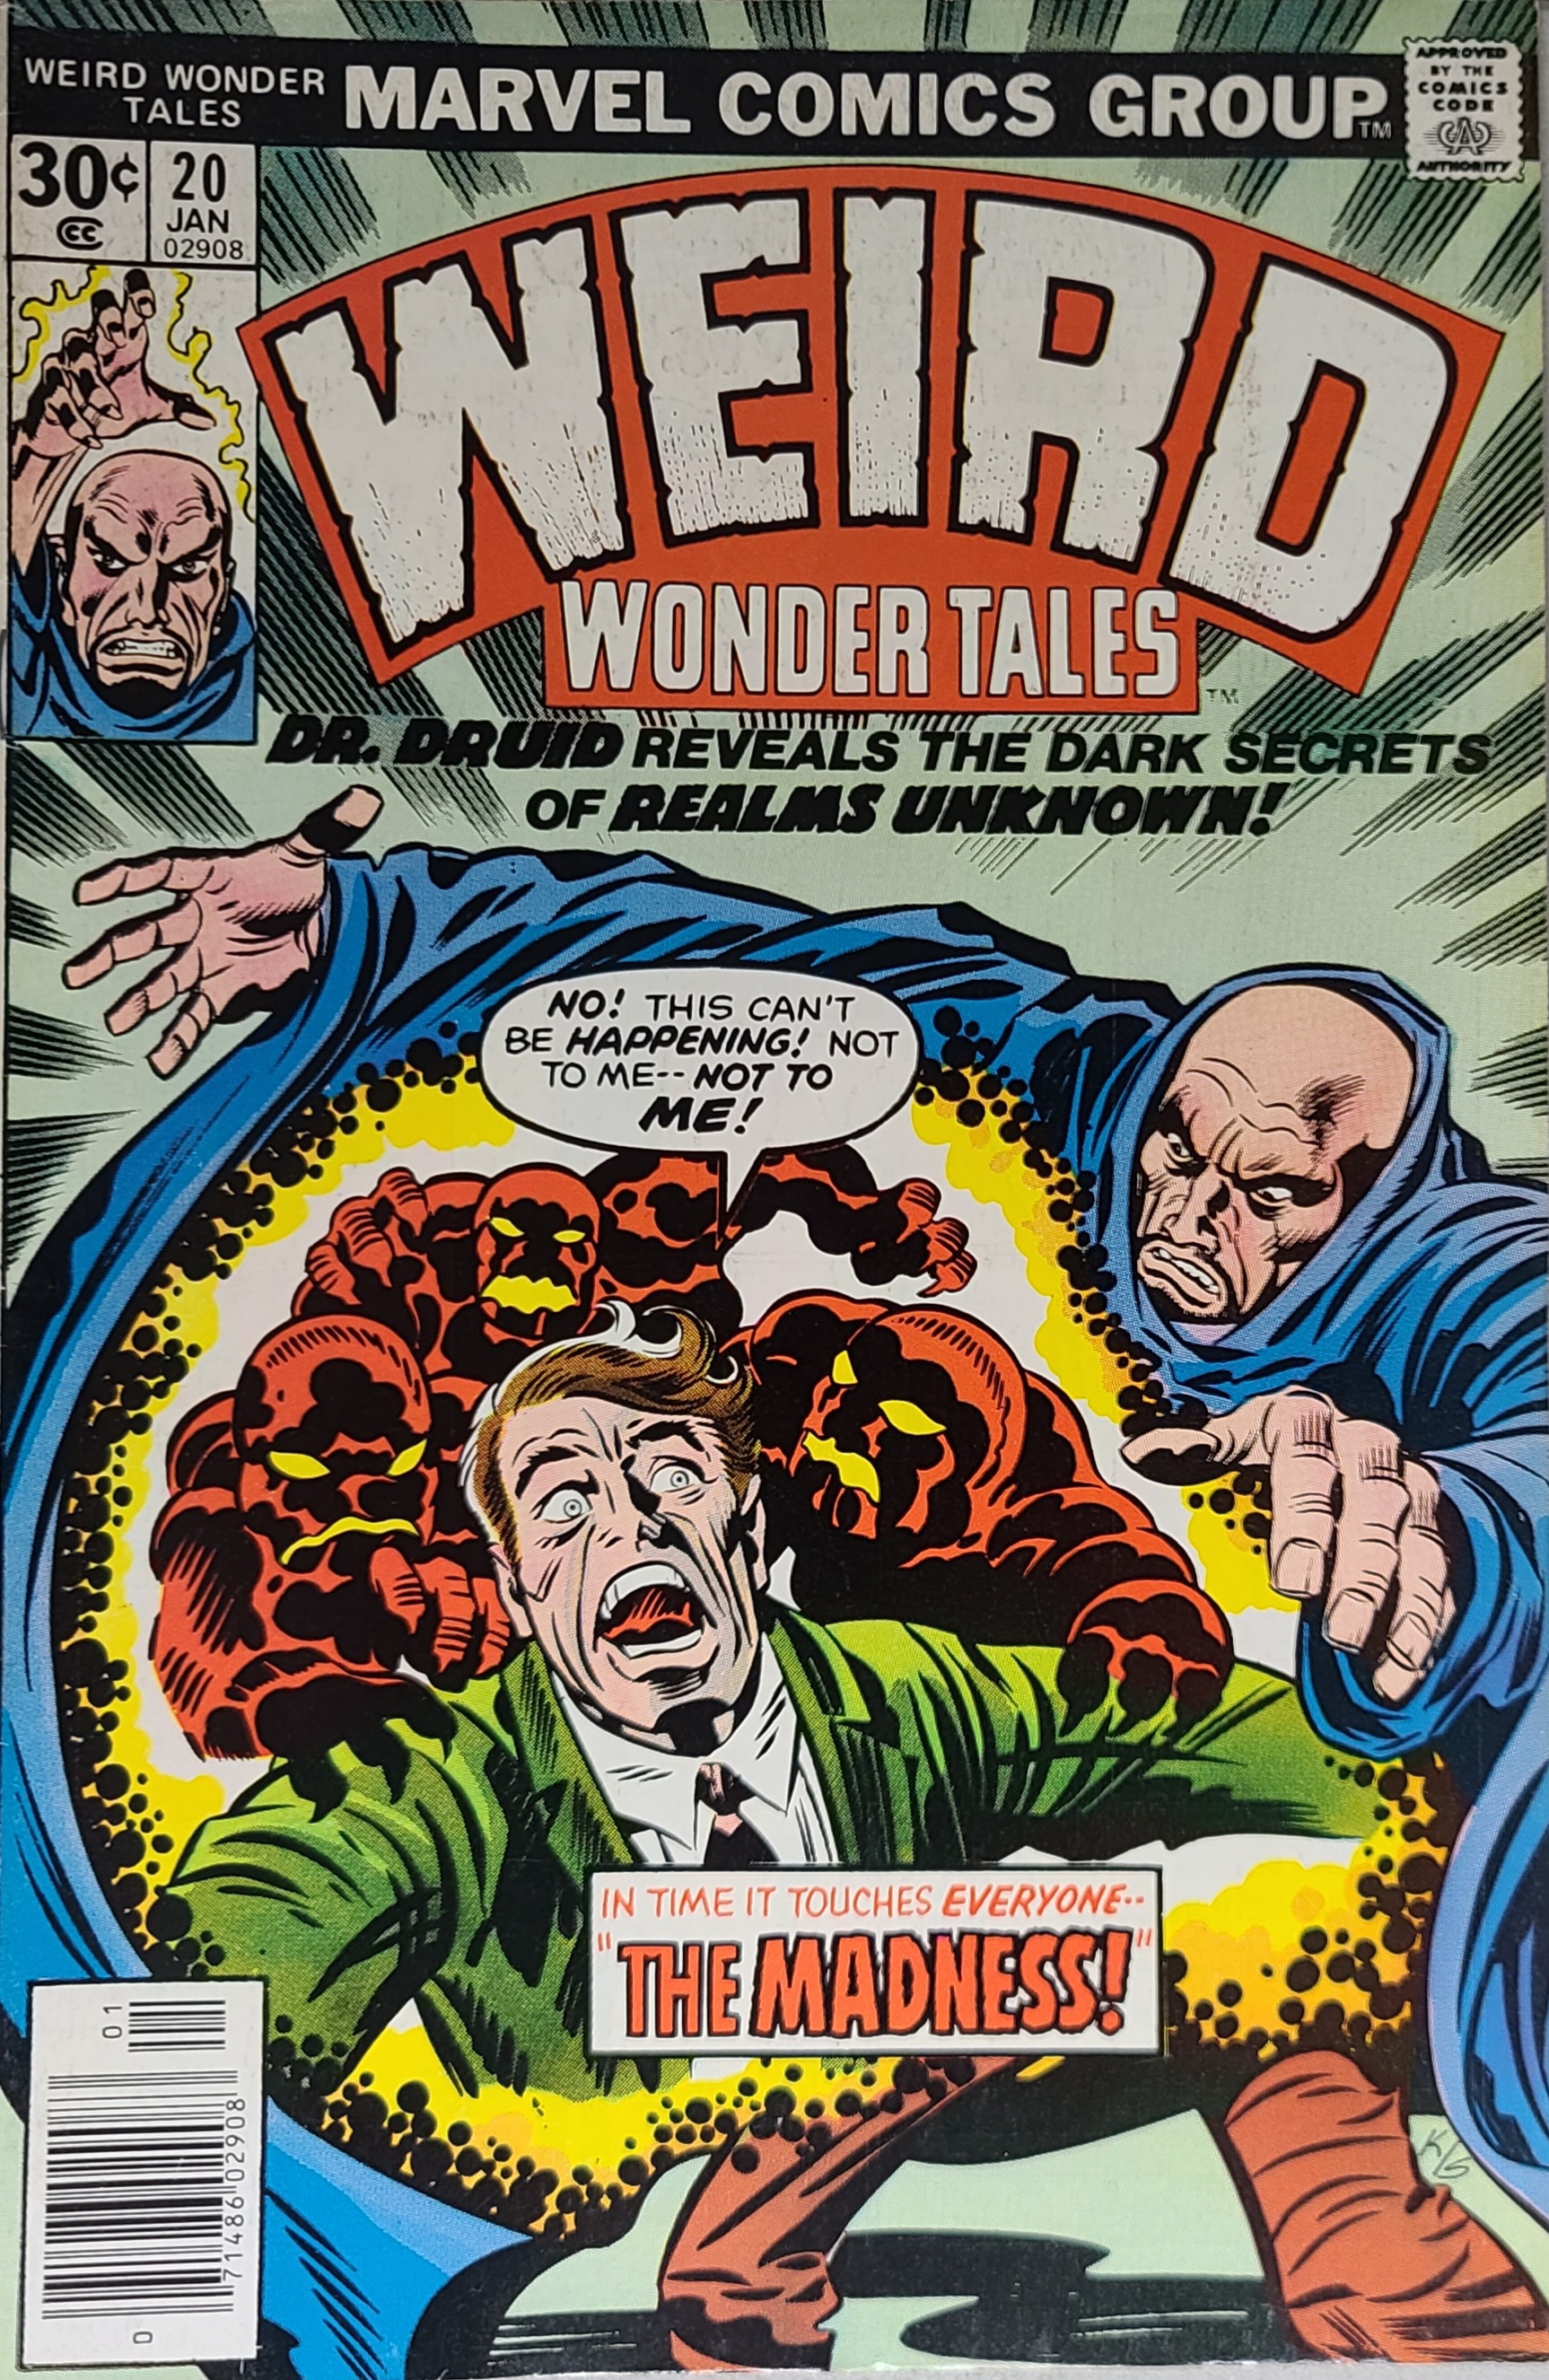 WEIRD WONDER
TALES
MARVEL COMICS GROUP
TM
APPROVED
BY THE
COMICS
CODE
CA
AUTHORITY
30¢
CC
20
JAN
02908
WEIRD
WONDER TALES
TM
DR. DRUID REVEALS THE DARK SECRETS
OF REALMS UNKNOWN!
NO! THIS CAN'T
BE HAPPENING! NOT
TO ME-- NOT TO
ME!
IN TIME IT TOUCHES EVERYONE--
"THE MADNESS!"
01
71486 02908
0